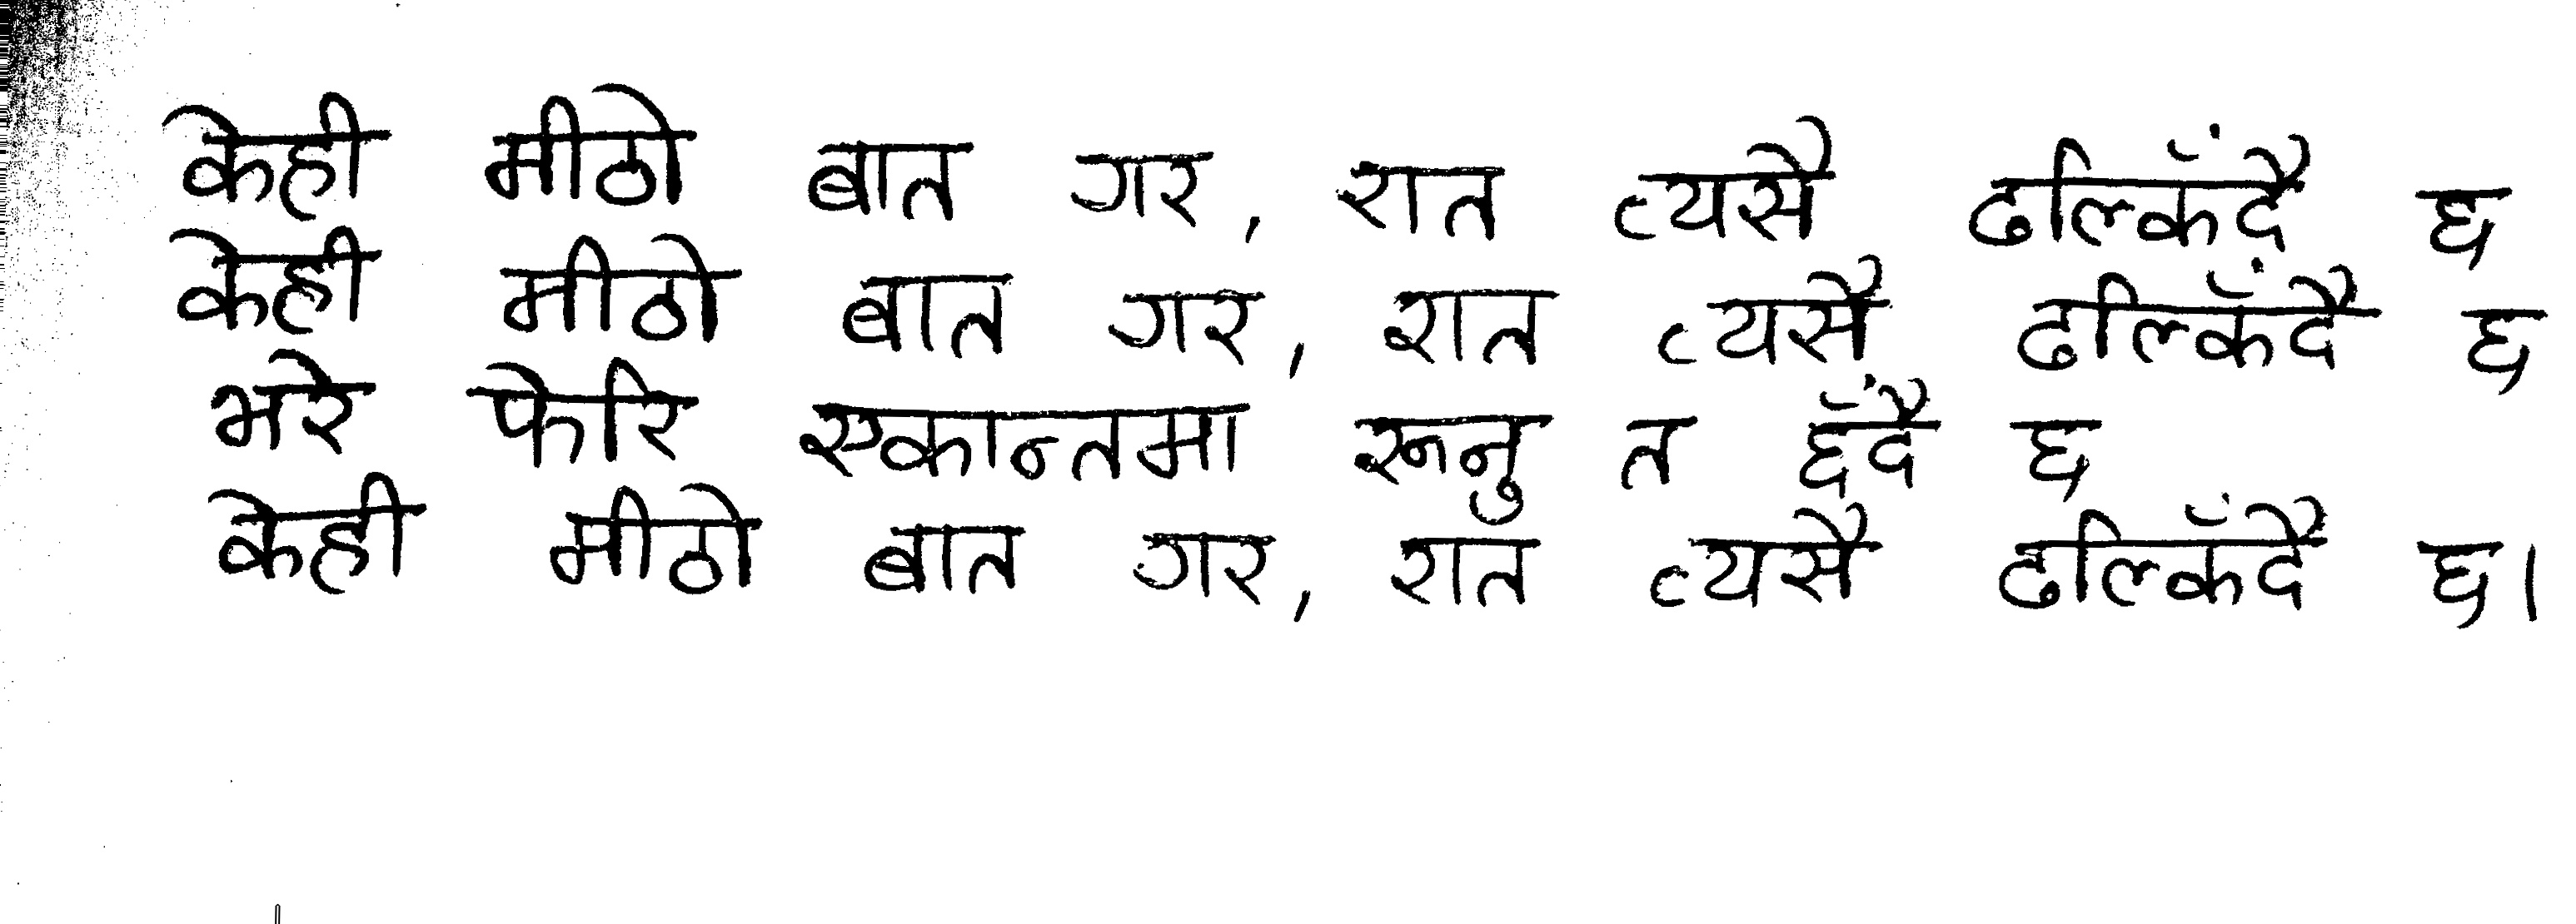 केही मीठो बात गर, रात त्यसै ढल्किँदै छ
केही मीठो बात गर, रात त्यसै ढल्किँदै छ
भरे फेरि एकान्तमा रूनु त छँदै छ
केही मीठो बात गर, रात त्यसै ढल्किँदै छ।